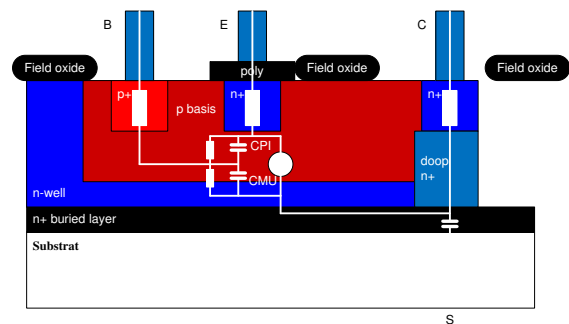 B E C
Field oxide poly Field oxide Field oxide
p+ n+ n+
p basis
CPI
doop
n+
CMU
n-well
n+ buried layer
Substrat
S